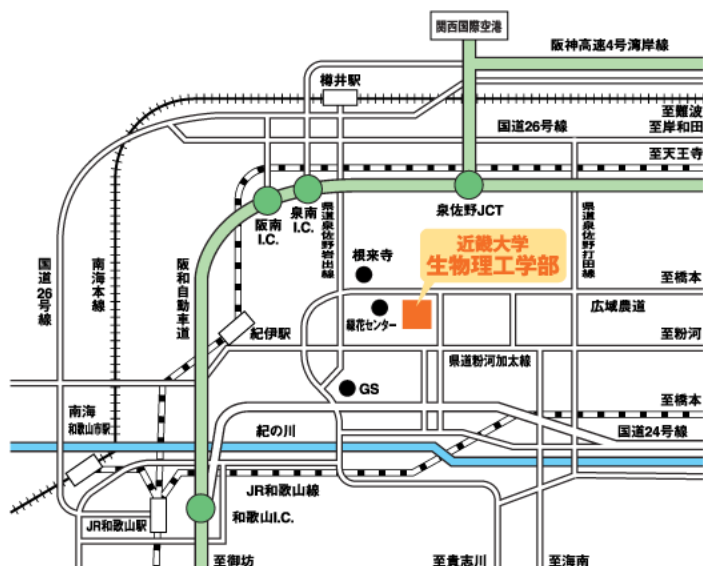 関西国際空港
阪神高速4号湾岸線
樽井駅
至難波
国道26号線
至岸和田
至天王寺
阪南
I.C.
泉南
I.C.
県道泉佐野岩出線
泉佐野JCT
県道泉佐野打田線
近畿大学
生物理工学部
根来寺
国道26号線
南海本線
阪和自動車道
至橋本
緑花センター
広域農道
紀伊駅
至粉河
県道粉河加太線
GS
至橋本
南海
和歌山市駅
紀の川
国道24号線
JR和歌山線
JR和歌山駅
和歌山I.C.
至御坊
至貴志川
至海南